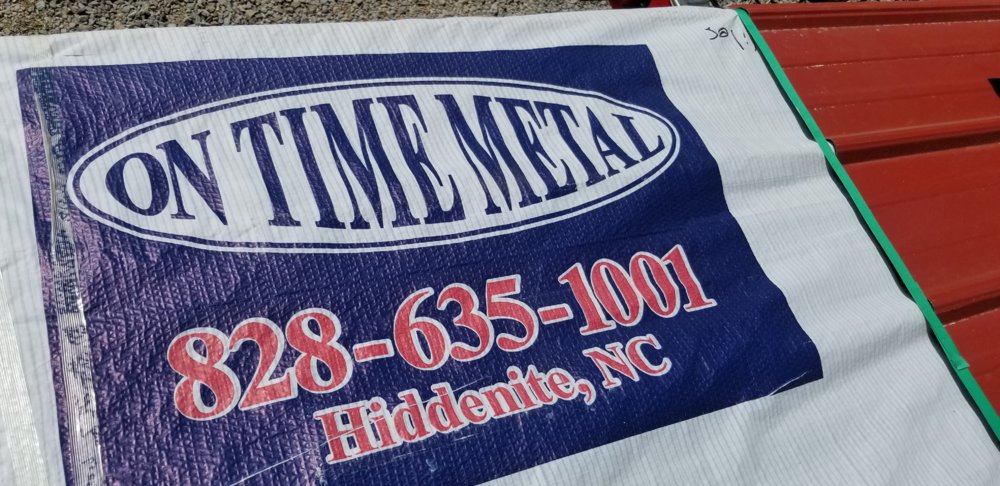 ON TIME METAL
828-635-1001
Hiddenite, NC